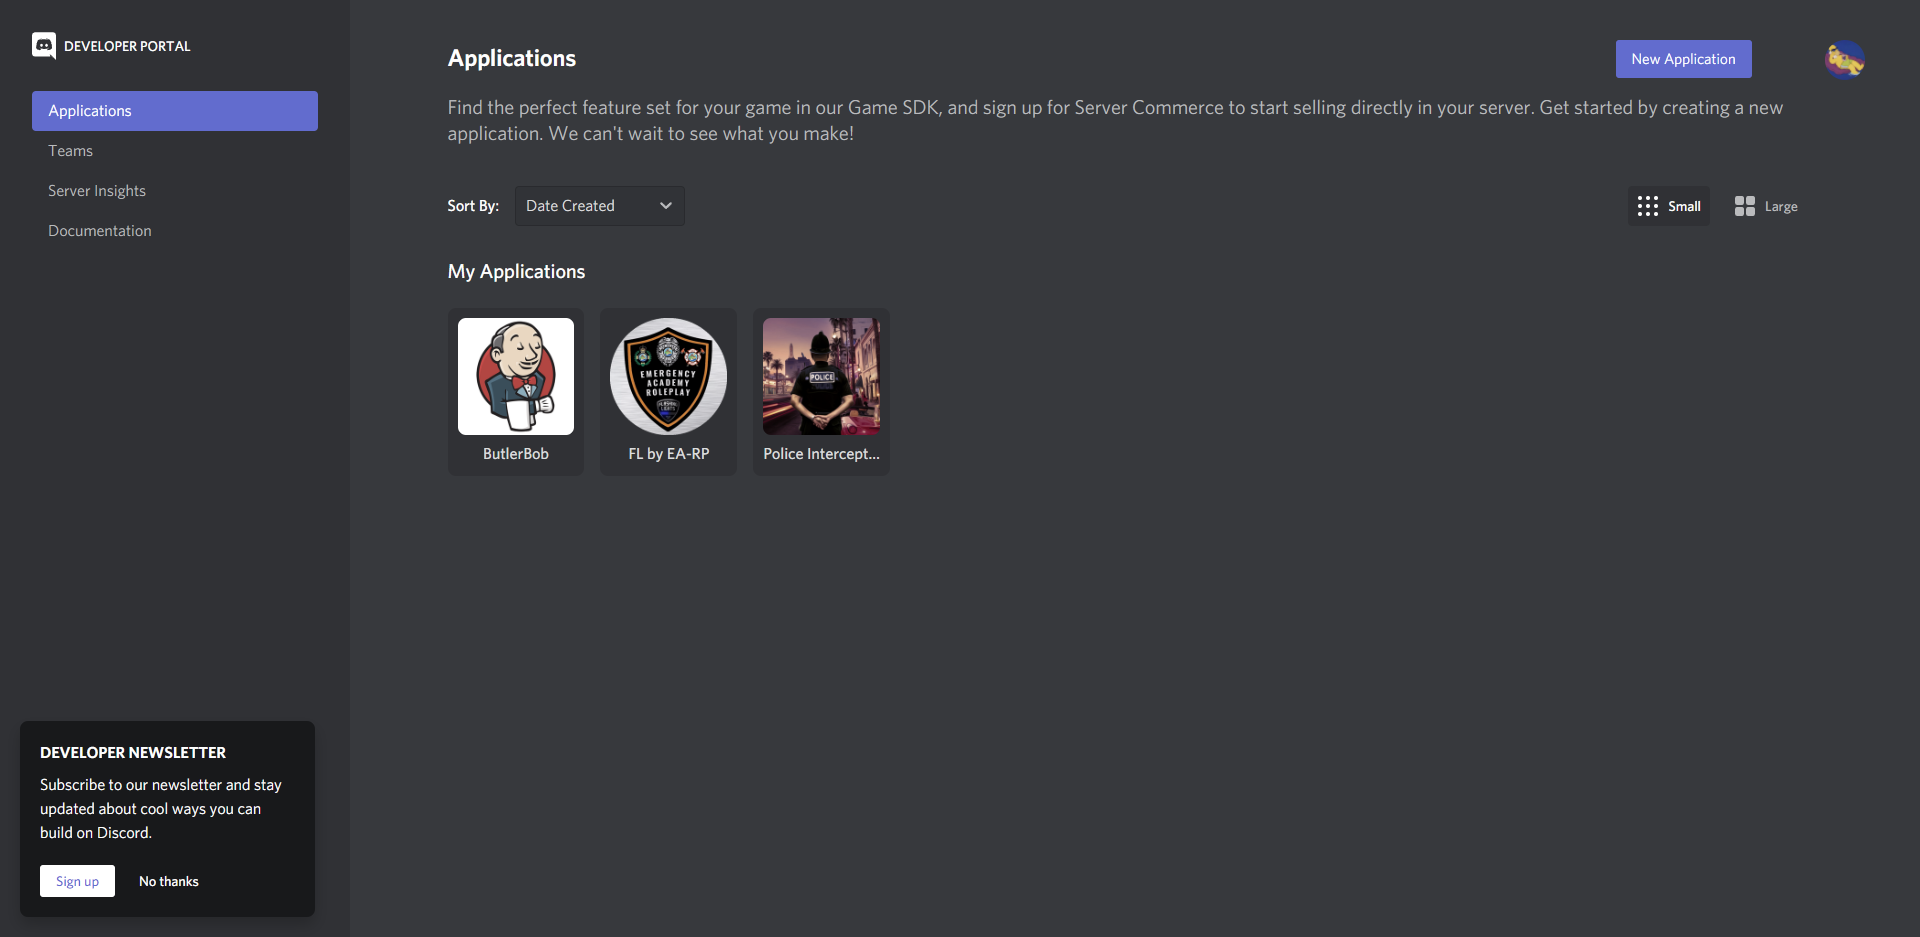 DEVELOPER PORTAL
Applications
Teams
Server Insights
Documentation
Applications
New Application
Find the perfect feature set for your game in our Game SDK, and sign up for Server Commerce to start selling directly in your server. Get started by creating a new
application. We can't wait to see what you make!
Sort By:
Date Created
Small
Large
My Applications
EMERGENCY
ACADEMY
ROLEPLAY
POLICE
ButlerBob
FL by EA-RP
Police Intercept...
DEVELOPER NEWSLETTER
Subscribe to our newsletter and stay
updated about cool ways you can
build on Discord.
Sign up
No thanks